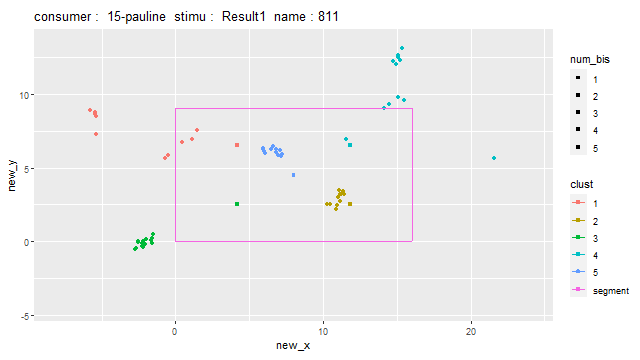 consumer :  15-pauline  stimu :  Result1  name : 811
new_y
10
5
0
-5
0
10
20
new_x
num_bis
1
2
3
4
5
clust
1
2
3
4
5
segment